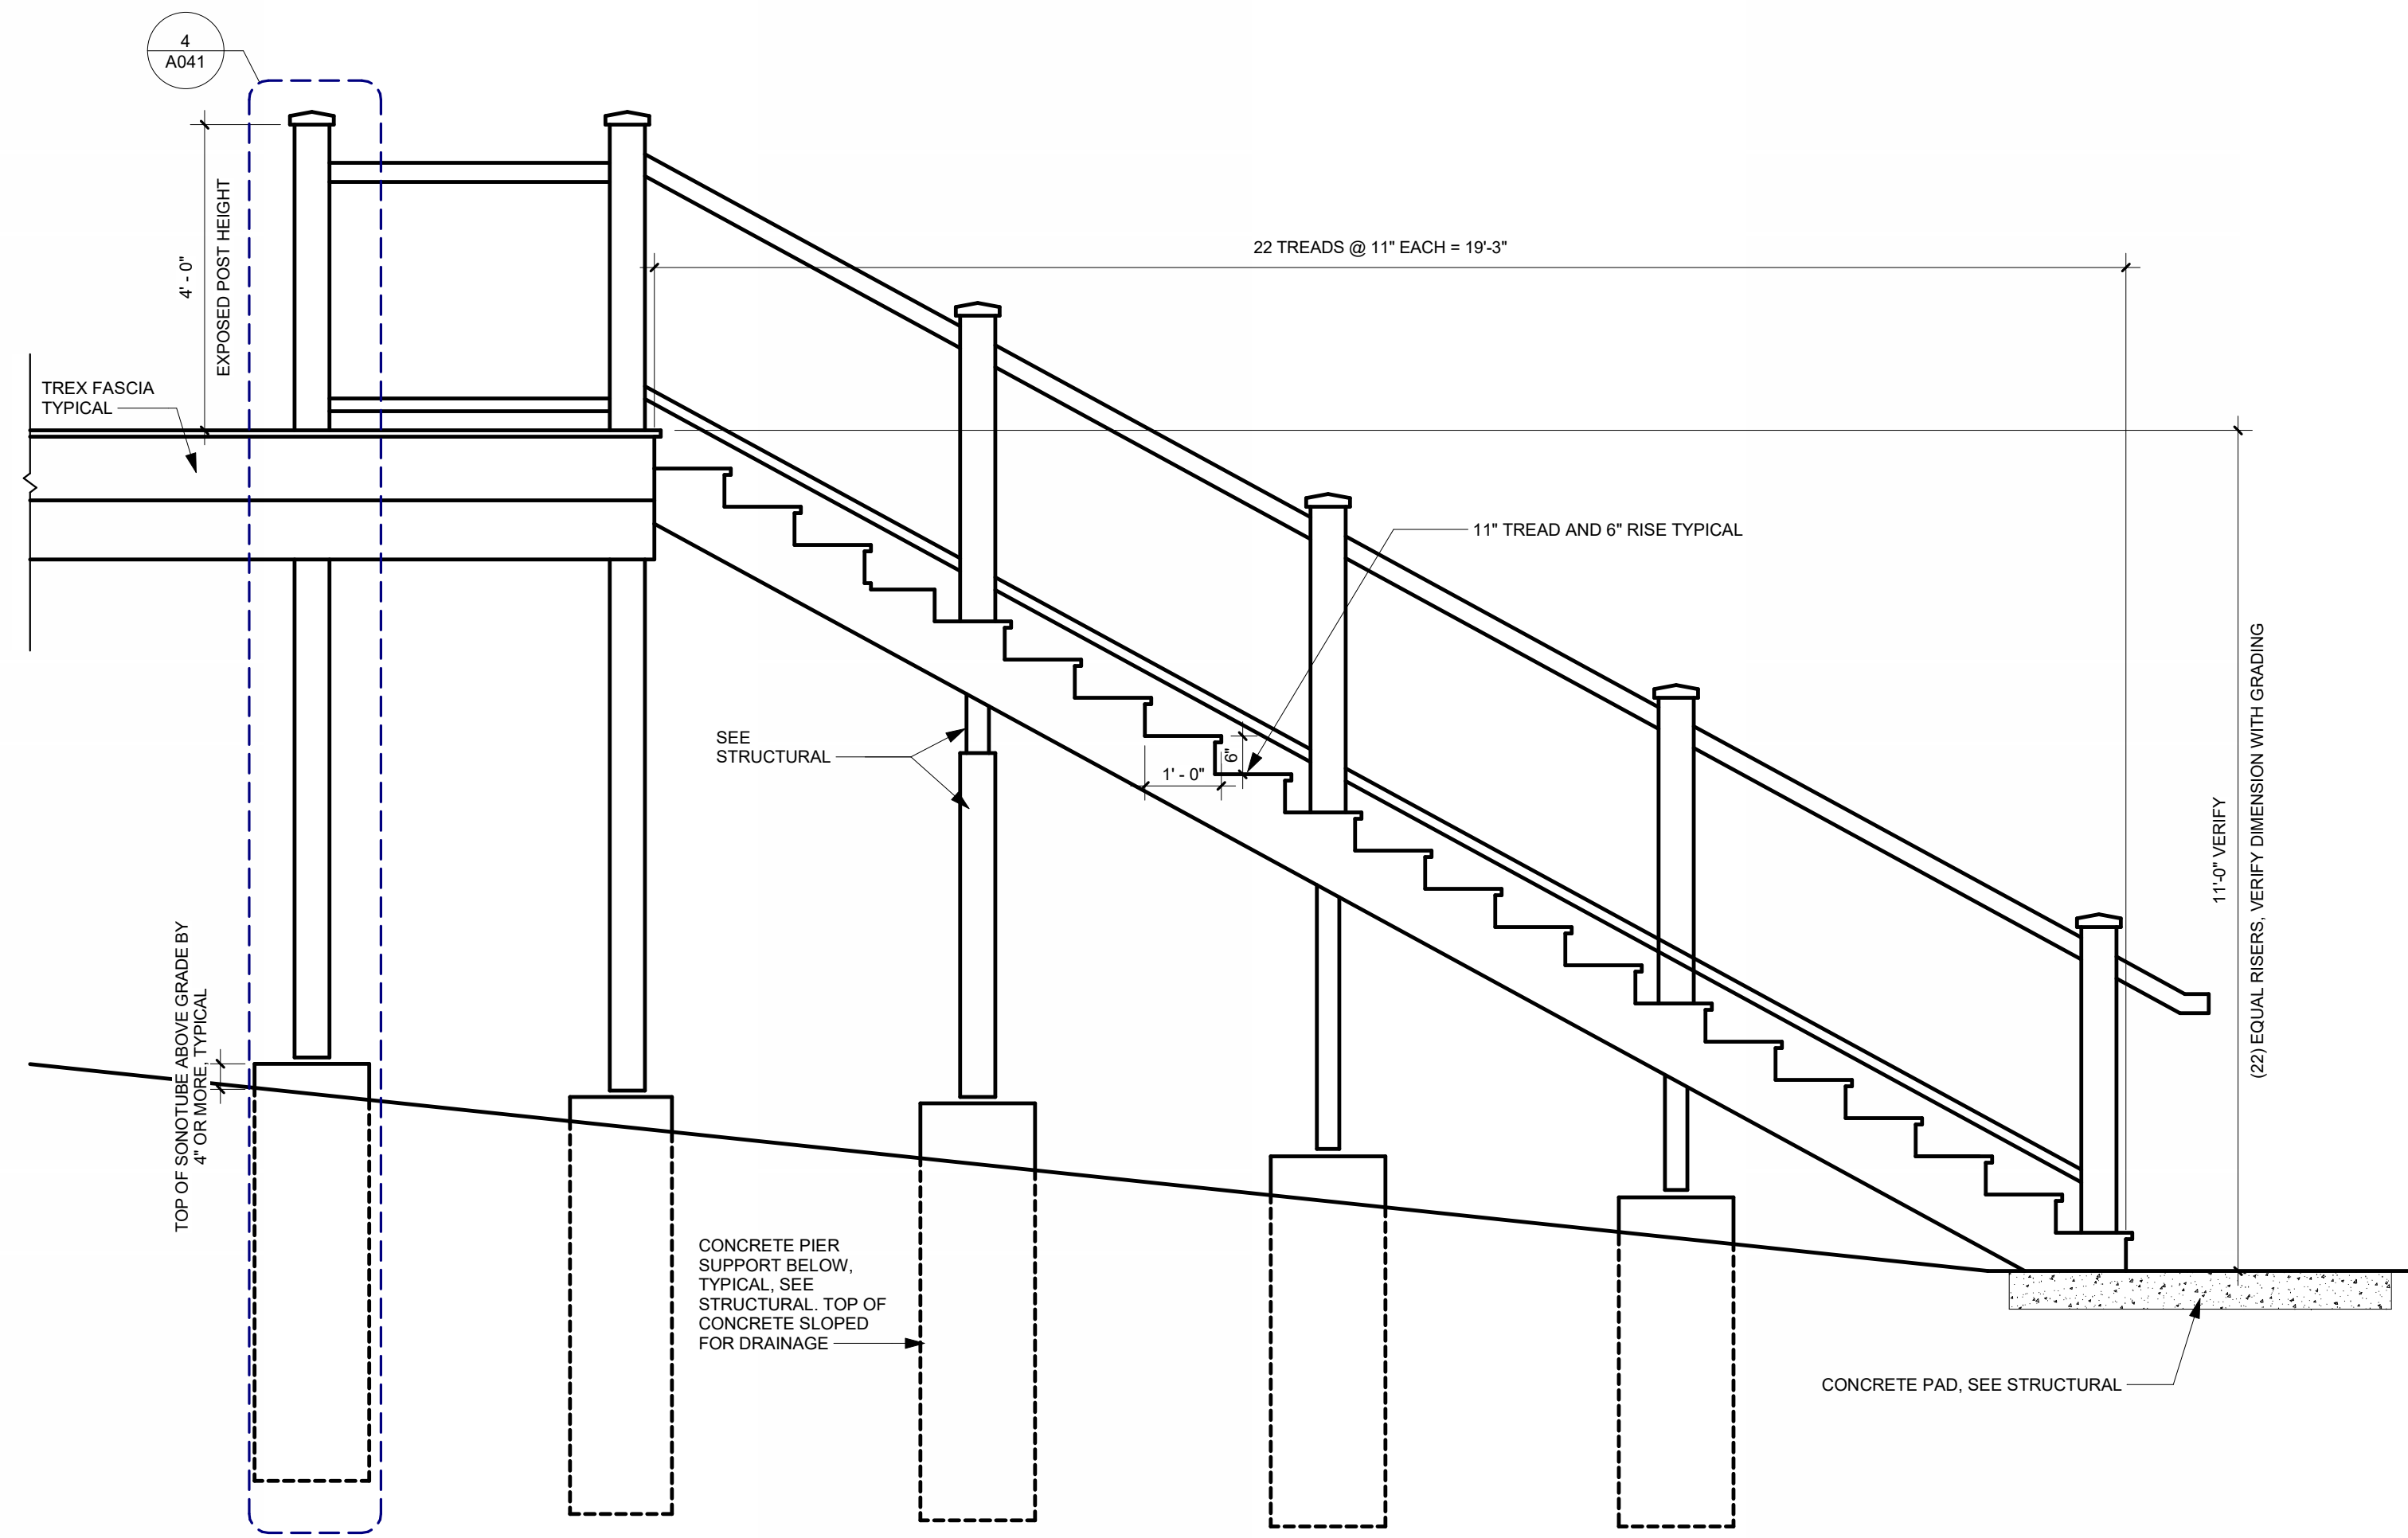 4
A041
4' - 0"
EXPOSED POST HEIGHT
22 TREADS @ 11" EACH = 19'-3"
TREX FASCIA
TYPICAL
11" TREAD AND 6" RISE TYPICAL
SEE
STRUCTURAL
6"
1' - 0"
11'-0" VERIFY
(22) EQUAL RISERS, VERIFY DIMENSION WITH GRADING
TOP OF SONOTUBE ABOVE GRADE BY
4" OR MORE, TYPICAL
CONCRETE PIER
SUPPORT BELOW,
TYPICAL, SEE
STRUCTURAL. TOP OF
CONCRETE SLOPED
FOR DRAINAGE
CONCRETE PAD, SEE STRUCTURAL